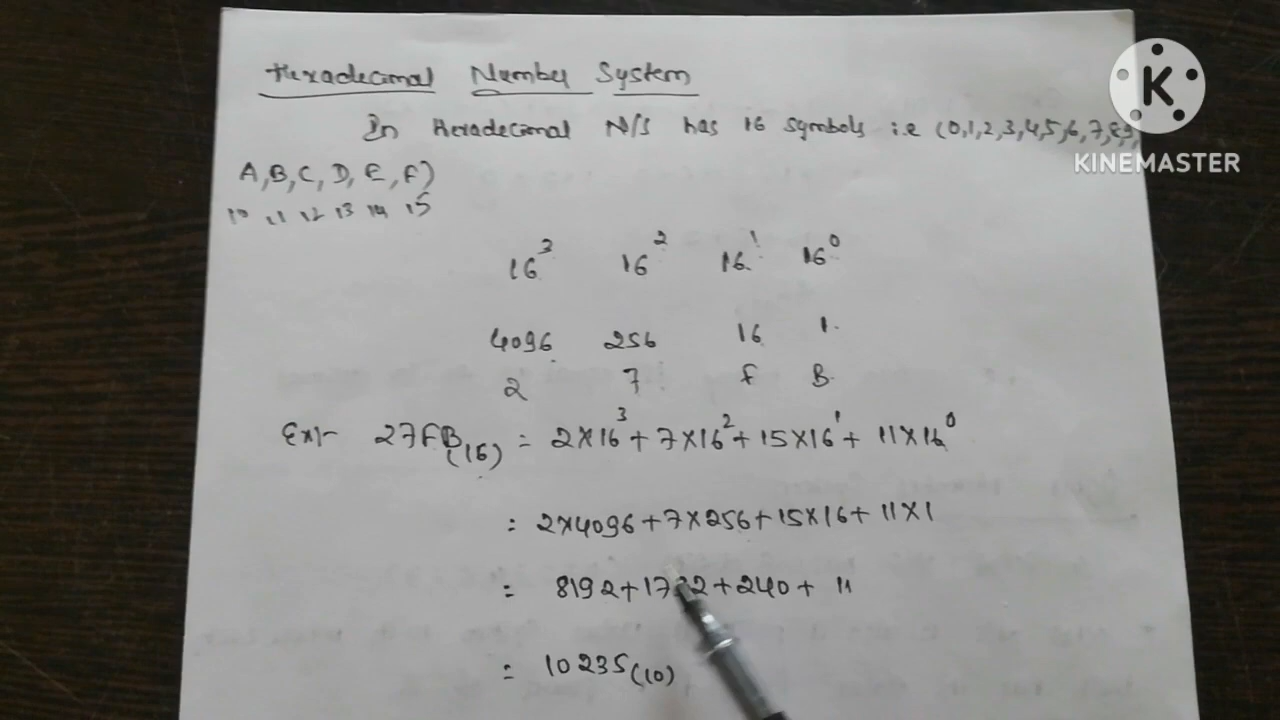 Hexadecimal Number System
In Hexadecimal N/S has 16 symbols i.e (0,1,2,3,4,5,6,7,8,9,
KINEMASTER
A,B,C,D,E,F)
10 11 12 13 14 15
16³ 16² 16¹ 16⁰
4096 256 16 1.
2 7 F B
Ex:- 27FB(16) = 2×16³ + 7×16² + 15×16¹ + 11×16⁰
= 2×4096 + 7×256 + 15×16 + 11×1
= 8192 + + 240 + 11
= 10235(10)